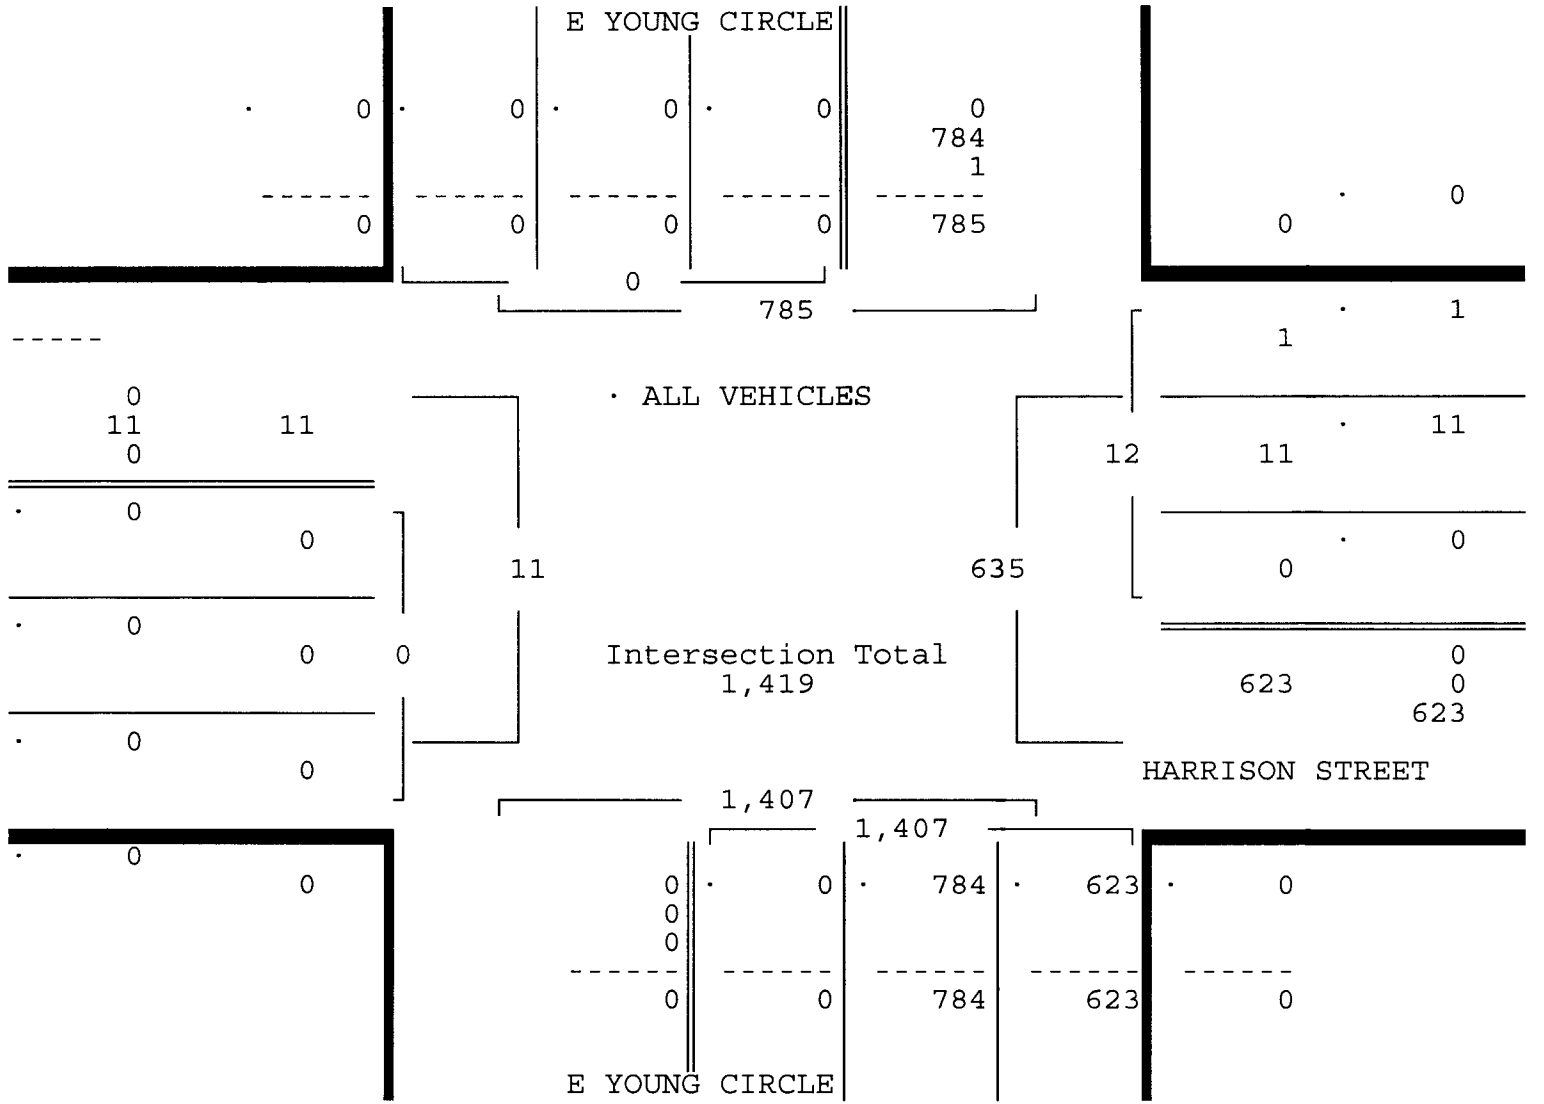 E YOUNG CIRCLE
· 0 · 0 · 0 · 0 0
784
1
------ ------ ------ ------ ------
· 0
0 0 0 0 785 0
0
785 · 1
----- 1
0 · ALL VEHICLES
11 11 · 11
0 12 11
· 0
0 · 0
11 635 0
· 0
0 0 Intersection Total 0
1,419 623 0
623
· 0
0 HARRISON STREET
1,407
1,407
· 0
0 0 · 0 · 784 · 623 · 0
0
0
------ ------ ------ ------ ------
0 0 784 623 0
E YOUNG CIRCLE